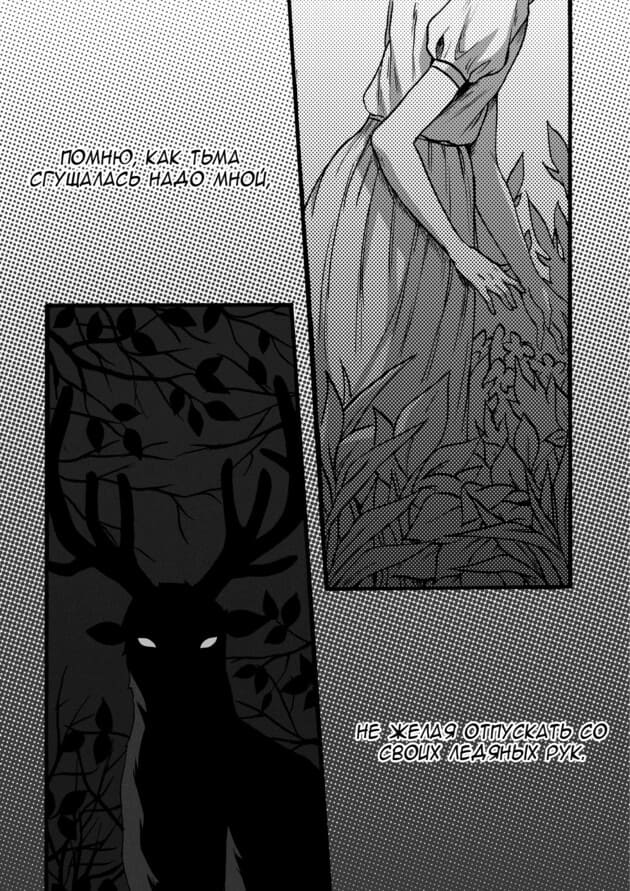 ПОМНЮ, КАК ТЬМА
СГУЩАЛАСЬ НАДО МНОЙ,
НЕ ЖЕЛАЯ ОТПУСКАТЬ СО
СВОИХ ЛЕДЯНЫХ РУК.